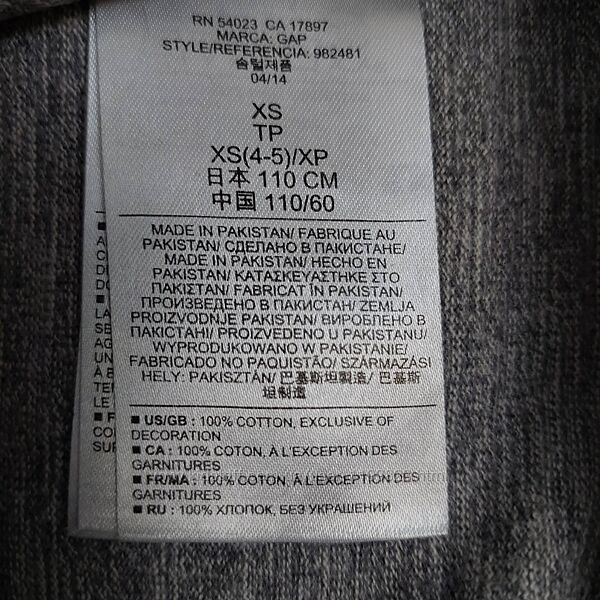 RN 54023 CA 17897
MARCA: GAP
STYLE/REFERENCIA: 982481
솜털제품
04/14
XS
TP
XS(4-5)/XP
日本 110 CM
中国 110/60
MADE IN PAKISTAN/ FABRIQUE AU
PAKISTAN/ СДЕЛАНО В ПАКИСТАНЕ/
MADE IN PAKISTAN/ HECHO EN
PAKISTAN/ ΚΑΤΑΣΚΕΥΑΣΤΗΚΕ ΣΤΟ
ΠΑΚΙΣΤΑΝ/ FABRICAT ÎN PAKISTAN/
ПРОИЗВЕДЕНО В ПАКИСТАН/ ZEMLJA
PROIZVODNJE PAKISTAN/ ВИРОБЛЕНО В
ПАКІСТАНІ/ PROIZVEDENO U PAKISTANU/
WYPRODUKOWANO W PAKISTANIE/
FABRICADO NO PAQUISTÃO/ SZÁRMAZÁSI
HELY: PAKISZTÁN/ 巴基斯坦製造/ 巴基斯
坦制造
■ US/GB : 100% COTTON, EXCLUSIVE OF
DECORATION
■ CA : 100% COTON, À L'EXCEPTION DES
GARNITURES
■ FR/MA : 100% COTON, À L'EXCEPTION DES
GARNITURES
■ RU : 100% ХЛОПОК, БЕЗ УКРАШЕНИЙ